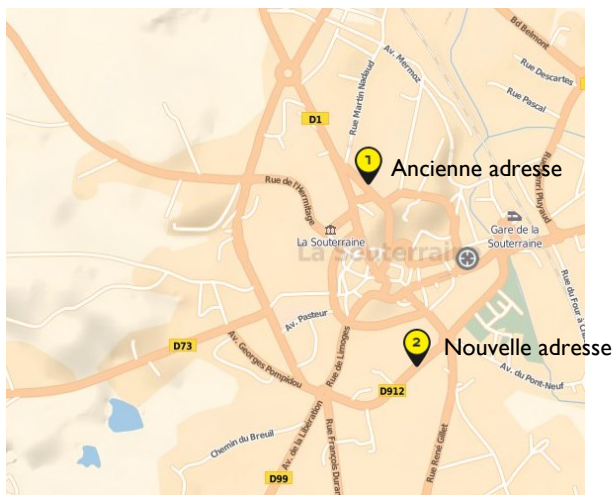 Bd Belmont
Av. Mermoz
Rue Descartes
Rue Martin Nadaud
Rue Pascal
D1
1
Ancienne adresse
Rue de l'Hermitage
Gare de la
Souterraine
La Souterraine
La Souterraine
Av. Pasteur
2
Nouvelle adresse
D73
Rue de Limoges
Av. Georges Pompidou
Av. du Pont-Neuf
D912
Chemin du Breuil
Av. de la Libération
Rue René Gillet
D99